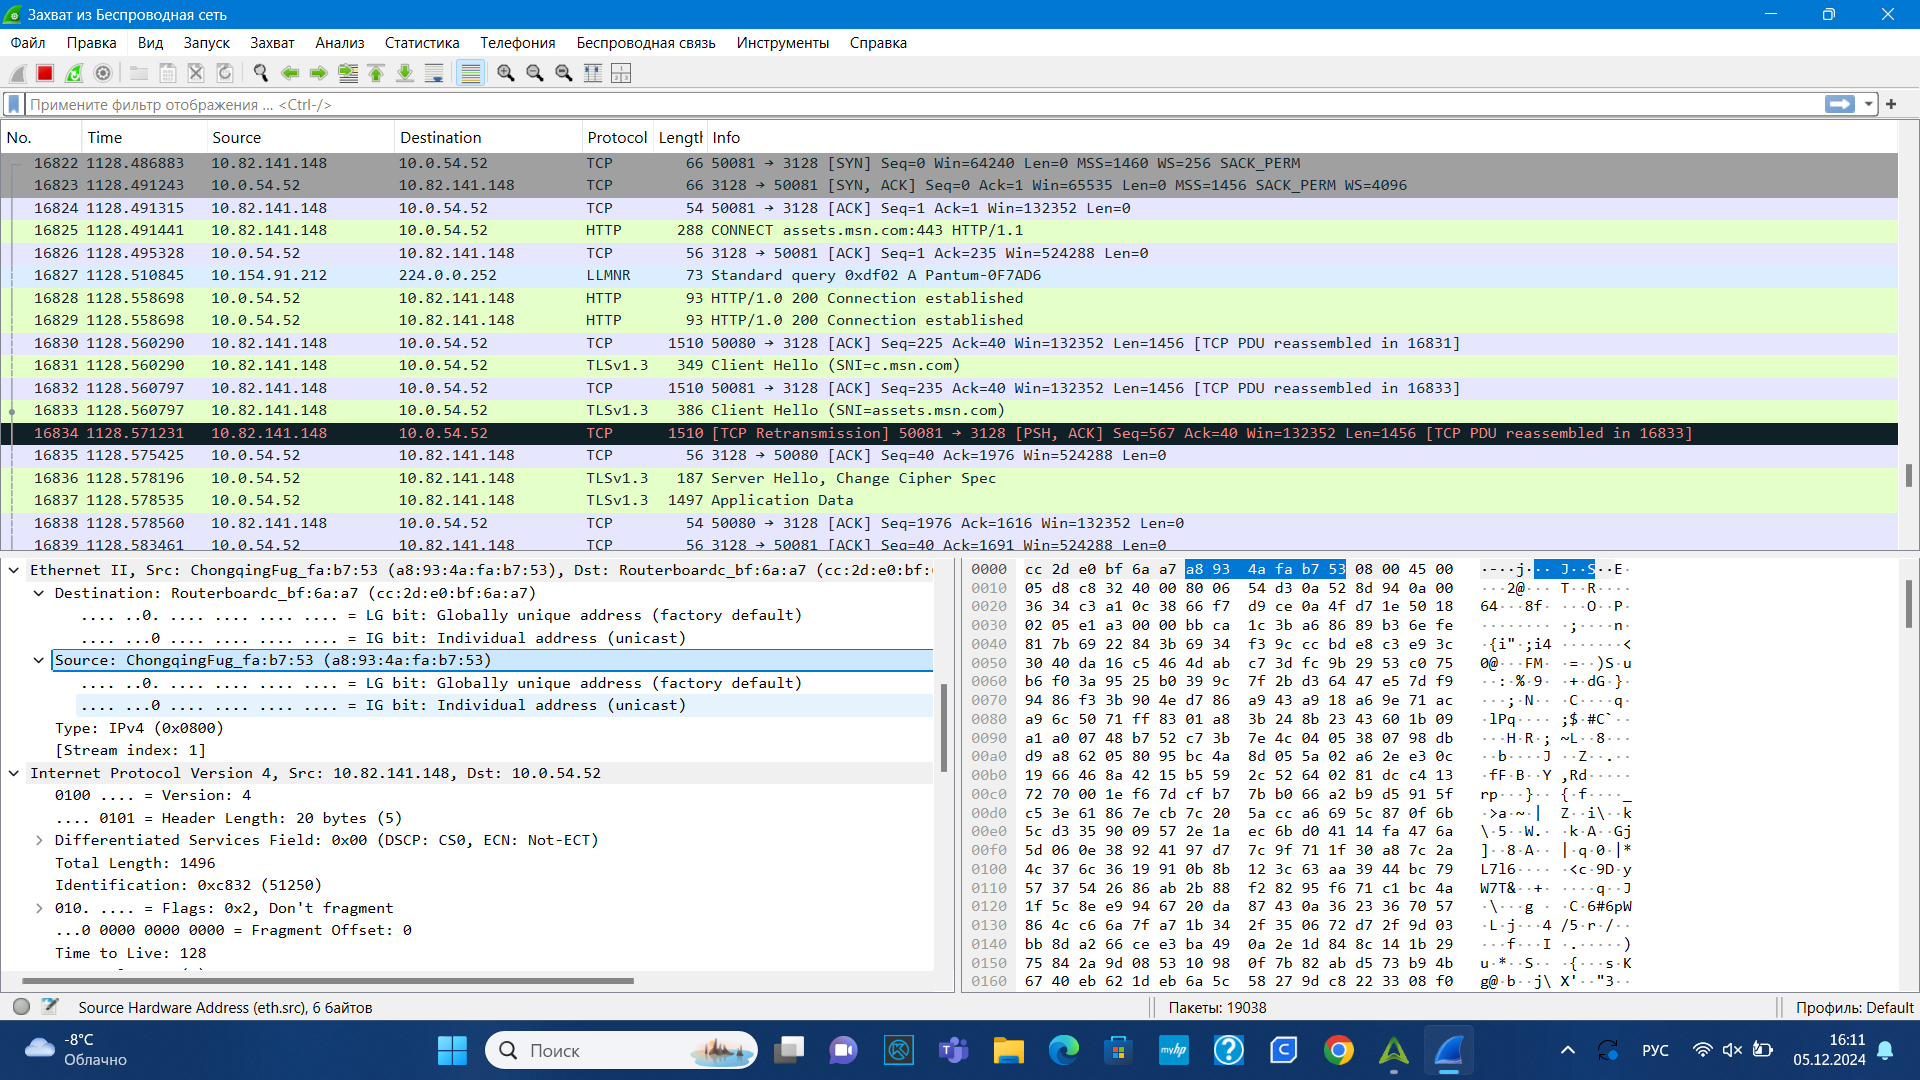 Захват из Беспроводная сеть
Файл Правка Вид Запуск Захват Анализ Статистика Телефония Беспроводная связь Инструменты Справка
Примените фильтр отображения ... <Ctrl-/>
No. Time Source Destination Protocol Length Info
16822 1128.486883 10.82.141.148 10.0.54.52 TCP 66 50081 → 3128 [SYN] Seq=0 Win=64240 Len=0 MSS=1460 WS=256 SACK_PERM
16823 1128.491243 10.0.54.52 10.82.141.148 TCP 66 3128 → 50081 [SYN, ACK] Seq=0 Ack=1 Win=65535 Len=0 MSS=1456 SACK_PERM WS=4096
16824 1128.491315 10.82.141.148 10.0.54.52 TCP 54 50081 → 3128 [ACK] Seq=1 Ack=1 Win=132352 Len=0
16825 1128.491441 10.82.141.148 10.0.54.52 HTTP 288 CONNECT assets.msn.com:443 HTTP/1.1
16826 1128.495328 10.0.54.52 10.82.141.148 TCP 56 3128 → 50081 [ACK] Seq=1 Ack=235 Win=524288 Len=0
16827 1128.510845 10.154.91.212 224.0.0.252 LLMNR 73 Standard query 0xdf02 A Pantum-0F7AD6
16828 1128.558698 10.0.54.52 10.82.141.148 HTTP 93 HTTP/1.0 200 Connection established
16829 1128.558698 10.0.54.52 10.82.141.148 HTTP 93 HTTP/1.0 200 Connection established
16830 1128.560290 10.82.141.148 10.0.54.52 TCP 1510 50080 → 3128 [ACK] Seq=225 Ack=40 Win=132352 Len=1456 [TCP PDU reassembled in 16831]
16831 1128.560290 10.82.141.148 10.0.54.52 TLSv1.3 349 Client Hello (SNI=c.msn.com)
16832 1128.560797 10.82.141.148 10.0.54.52 TCP 1510 50081 → 3128 [ACK] Seq=235 Ack=40 Win=132352 Len=1456 [TCP PDU reassembled in 16833]
16833 1128.560797 10.82.141.148 10.0.54.52 TLSv1.3 386 Client Hello (SNI=assets.msn.com)
16834 1128.571231 10.82.141.148 10.0.54.52 TCP 1510 [TCP Retransmission] 50081 → 3128 [PSH, ACK] Seq=567 Ack=40 Win=132352 Len=1456 [TCP PDU reassembled in 16833]
16835 1128.575425 10.0.54.52 10.82.141.148 TCP 56 3128 → 50080 [ACK] Seq=40 Ack=1976 Win=524288 Len=0
16836 1128.578196 10.0.54.52 10.82.141.148 TLSv1.3 187 Server Hello, Change Cipher Spec
16837 1128.578535 10.0.54.52 10.82.141.148 TLSv1.3 1497 Application Data
16838 1128.578560 10.82.141.148 10.0.54.52 TCP 54 50080 → 3128 [ACK] Seq=1976 Ack=1616 Win=132352 Len=0
16839 1128.583461 10.0.54.52 10.82.141.148 TCP 56 3128 → 50081 [ACK] Seq=40 Ack=1691 Win=524288 Len=0
Ethernet II, Src: ChongqingFug_fa:b7:53 (a8:93:4a:fa:b7:53), Dst: Routerboardc_bf:6a:a7 (cc:2d:e0:bf:
Destination: Routerboardc_bf:6a:a7 (cc:2d:e0:bf:6a:a7)
.... ..0. .... .... .... .... = LG bit: Globally unique address (factory default)
.... ...0 .... .... .... .... = IG bit: Individual address (unicast)
Source: ChongqingFug_fa:b7:53 (a8:93:4a:fa:b7:53)
.... ..0. .... .... .... .... = LG bit: Globally unique address (factory default)
.... ...0 .... .... .... .... = IG bit: Individual address (unicast)
Type: IPv4 (0x0800)
[Stream index: 1]
Internet Protocol Version 4, Src: 10.82.141.148, Dst: 10.0.54.52
0100 .... = Version: 4
.... 0101 = Header Length: 20 bytes (5)
Differentiated Services Field: 0x00 (DSCP: CS0, ECN: Not-ECT)
Total Length: 1496
Identification: 0xc832 (51250)
010. .... = Flags: 0x2, Don't fragment
...0 0000 0000 0000 = Fragment Offset: 0
Time to Live: 128
0000 cc 2d e0 bf 6a a7 a8 93 4a fa b7 53 08 00 45 00 ·-··j···J··S··E·
0010 05 d8 c8 32 40 00 80 06 54 d3 0a 52 8d 94 0a 00 ···2@···T··R····
0020 36 34 c3 a1 0c 38 66 f7 d9 ce 0a 4f d7 1e 50 18 64···8f····O··P·
0030 02 05 e1 a3 00 00 bb ca 1c 3b a6 86 89 b3 6e fe ·········;····n·
0040 81 7b 69 22 84 3b 69 34 f3 9c cc bd e8 c3 e9 3c ·{i"·;i4·······<
0050 30 40 da 16 c5 46 4d ab c7 3d fc 9b 29 53 c0 75 0@···FM··=··)S·u
0060 b6 f0 3a 95 25 b0 39 9c 7f 2b d3 64 47 e5 7d f9 ··:·%·9··+·dG·}·
0070 94 86 f3 3b 90 4e d7 86 a9 43 a9 18 a6 9e 71 ac ···;·N···C····q·
0080 a9 6c 50 71 ff 83 01 a8 3b 24 8b 23 43 60 1b 09 ·lPq····;$·#C`··
0090 a1 a0 07 48 b7 52 c7 3b 7e 4c 04 05 38 07 98 db ···H·R·;~L··8···
00a0 d9 a8 62 05 80 95 bc 4a 8d 05 5a 02 a6 2e e3 0c ··b····J··Z··.··
00b0 19 66 46 8a 42 15 b5 59 2c 52 64 02 81 dc c4 13 ·fF·B··Y,Rd·····
00c0 72 70 00 1e f6 7d cf b7 7b b0 66 a2 b9 d5 91 5f rp···}··{·f····_
00d0 c5 3e 61 86 7e cb 7c 20 5a cc a6 69 5c 87 0f 6b ·>a·~·| Z··i\··k
00e0 5c d3 35 90 09 57 2e 1a ec 6b d0 41 14 fa 47 6a \·5··W.··k·A··Gj
00f0 5d 06 0e 38 92 41 97 d7 7c 9f 71 1f 30 a8 7c 2a ]··8·A··|·q·0·|*
0100 4c 37 6c 36 19 91 0b 8b 12 3c 63 aa 39 44 bc 79 L7l6·····<c·9D·y
0110 57 37 54 26 86 ab 2b 88 f2 82 95 f6 71 c1 bc 4a W7T&··+·····q··J
0120 1f 5c 8e e9 94 67 20 da 87 43 0a 36 23 36 70 57 ·\···g ··C·6#6pW
0130 86 4c c6 6a 7f a7 1b 34 2f 35 06 72 d7 2f 9d 03 ·L·j···4/5·r·/··
0140 bb 8d a2 66 ce e3 ba 49 0a 2e 1d 84 8c 14 1b 29 ···f···I·.·····)
0150 75 84 2a 9d 08 53 10 98 0f 7b 82 ab d5 73 b9 4b u·*··S···{···s·K
0160 67 40 eb 62 1d eb 6a 5c 58 27 9d c8 22 33 08 f0 g@·b··j\X'··"3··
Source Hardware Address (eth.src), 6 байтов
Пакеты: 19038
Профиль: Default
-8°C
Облачно
Поиск
РУС
16:11
05.12.2024